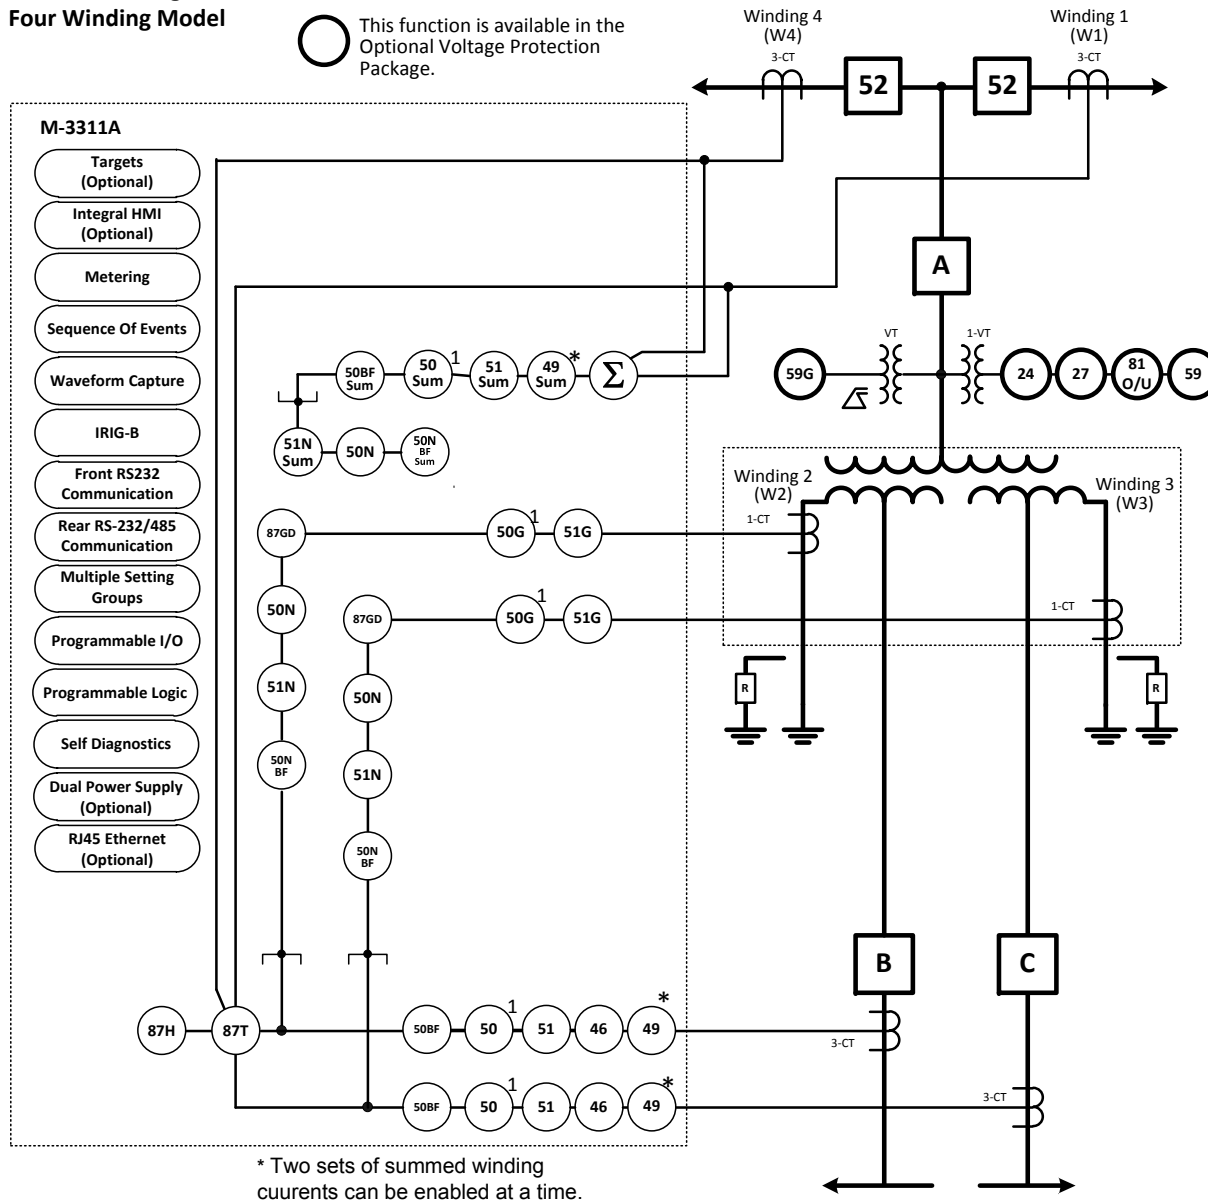 Four Winding Model
This function is available in the
Optional Voltage Protection
Package.
Winding 4
(W4)
3-CT
Winding 1
(W1)
3-CT
52
52
M-3311A
Targets
(Optional)
Integral HMI
(Optional)
Metering
Sequence Of Events
Waveform Capture
IRIG-B
Front RS232
Communication
Rear RS-232/485
Communication
Multiple Setting
Groups
Programmable I/O
Programmable Logic
Self Diagnostics
Dual Power Supply
(Optional)
RJ45 Ethernet
(Optional)
A
VT
1-VT
59G
24
27
81
O/U
59
50BF
Sum
50
Sum
1
51
Sum
49
Sum
*
Σ
51N
Sum
50N
50N
BF
Sum
Winding 2
(W2)
Winding 3
(W3)
1-CT
87GD
50G
1
51G
1-CT
87GD
50G
1
51G
50N
51N
50N
BF
50N
51N
50N
BF
R
R
B
C
87H
87T
50BF
50
1
51
46
49
*
3-CT
50BF
50
1
51
46
49
*
3-CT
* Two sets of summed winding
cuurents can be enabled at a time.